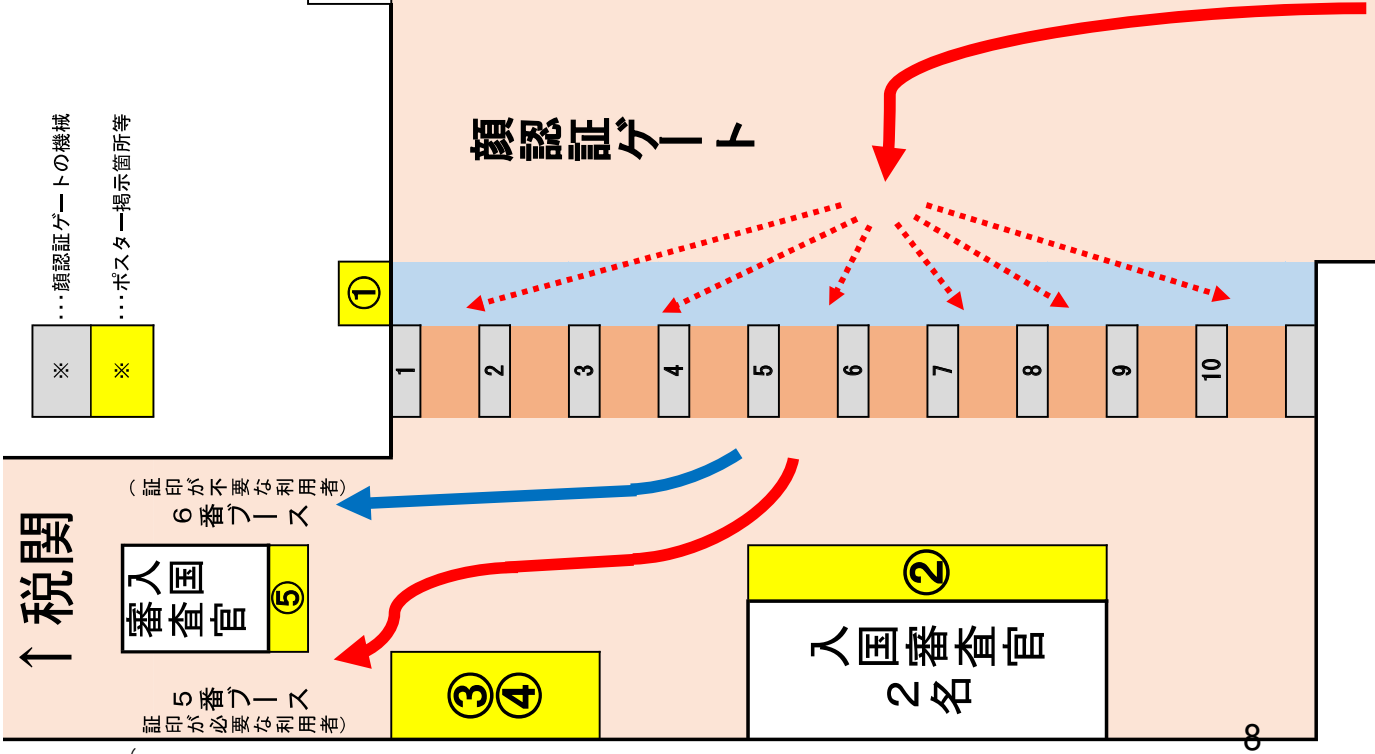 顔認証ゲート
※
…顔認証ゲートの機械
※
…ポスター掲示箇所等
①
1
2
3
4
5
6
7
8
9
10
↑税関
(証印が不要な利用者)
6番ブース
入国
審査官
⑤
5番ブース
(証印が必要な利用者)
③④
②
入国審査官
2名
8